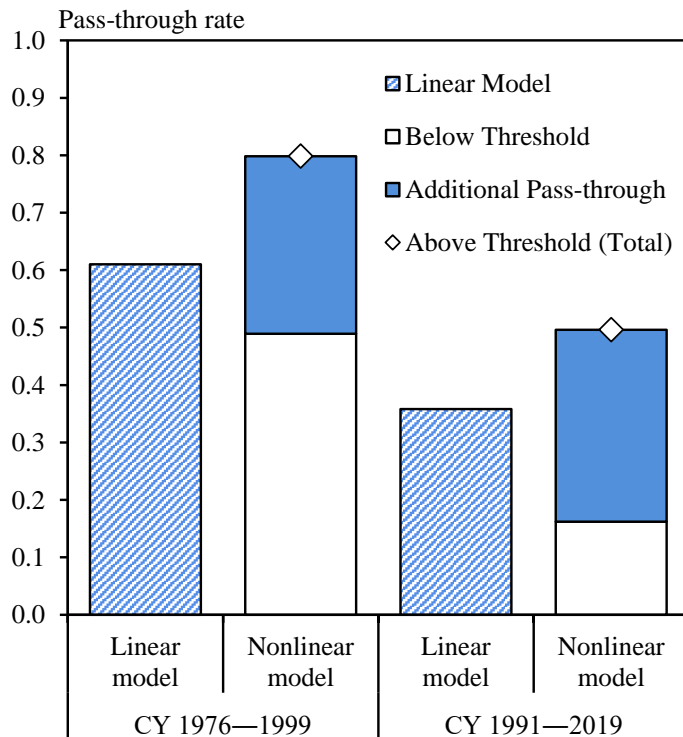 Pass-through rate
1.0
0.9
0.8
0.7
0.6
0.5
0.4
0.3
0.2
0.1
0.0
Linear Model
Below Threshold
Additional Pass-through
Above Threshold (Total)
Linear model
Nonlinear model
Linear model
Nonlinear model
CY 1976—1999
CY 1991—2019